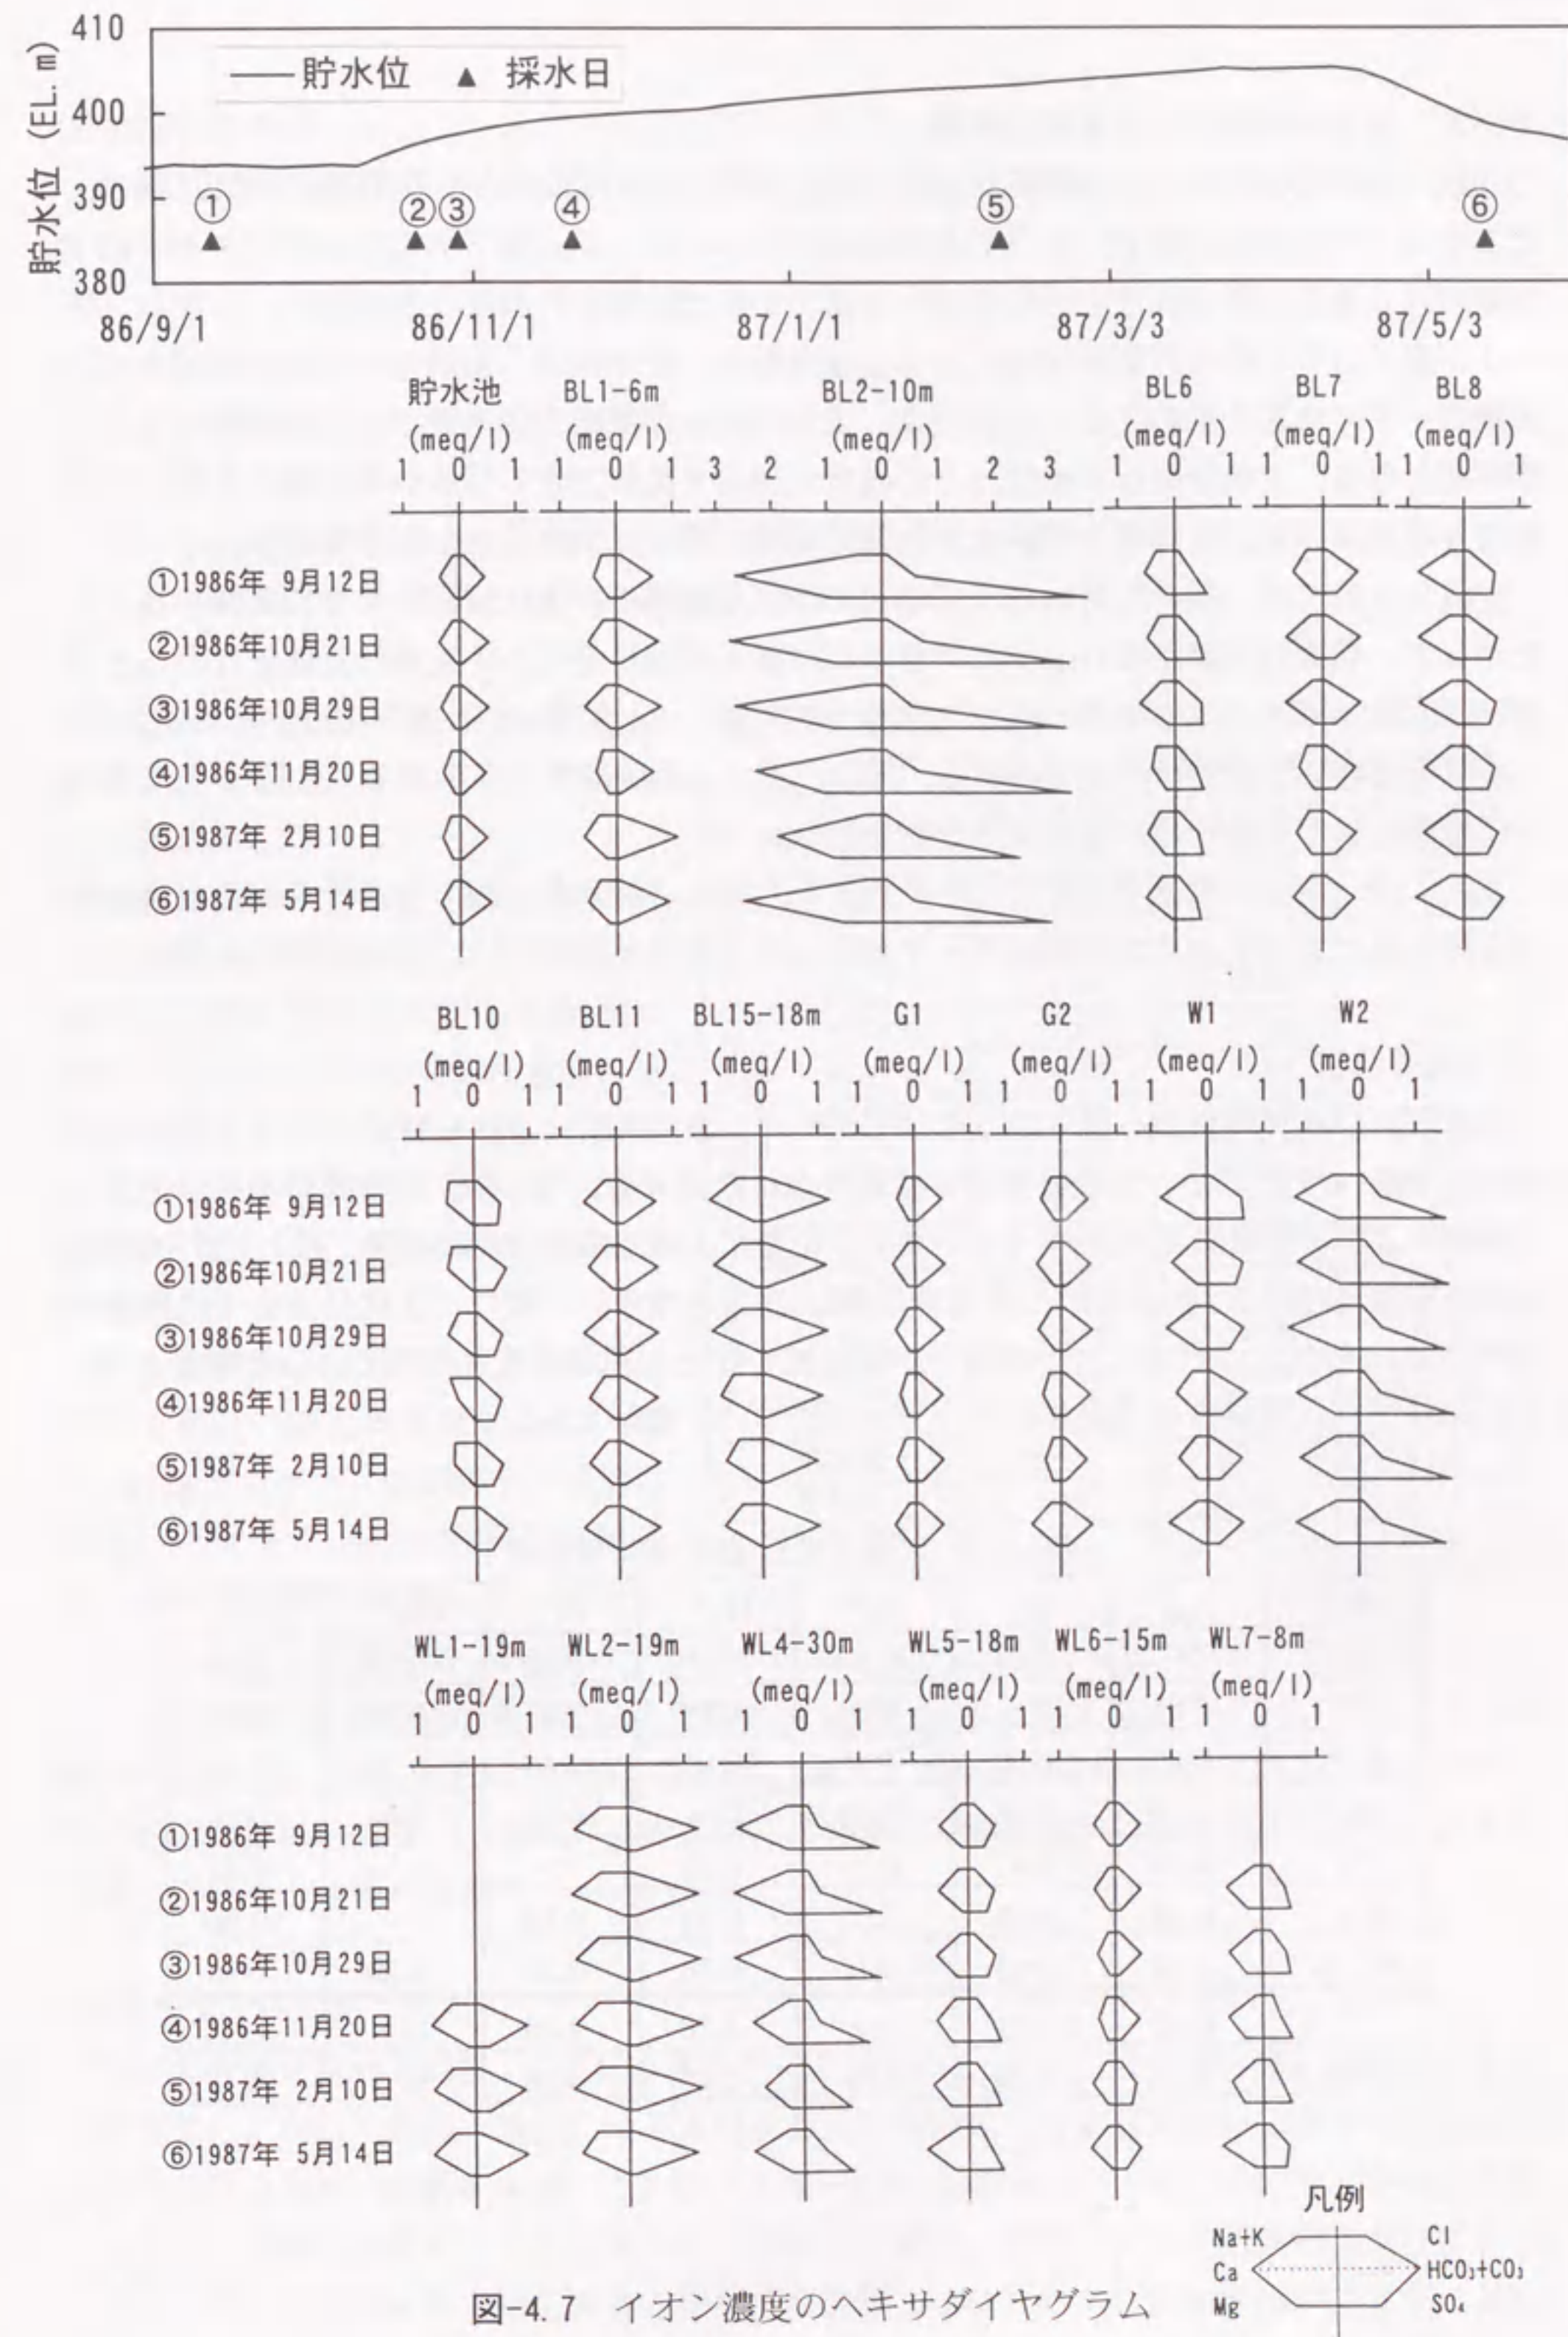 410
400
390
380
貯水位 (EL.m)
貯水位 ▲ 採水日
① ② ③ ④ ⑤ ⑥
86/9/1 86/11/1 87/1/1 87/3/3 87/5/3
貯水池 BL1-6m BL2-10m BL6 BL7 BL8
(meq/l) (meq/l) (meq/l) (meq/l) (meq/l) (meq/l)
1 0 1 1 0 1 3 2 1 0 1 2 3 1 0 1 1 0 1 1 0 1
①1986年 9月12日
②1986年10月21日
③1986年10月29日
④1986年11月20日
⑤1987年 2月10日
⑥1987年 5月14日
BL10 BL11 BL15-18m G1 G2 W1 W2
(meq/l) (meq/l) (meq/l) (meq/l) (meq/l) (meq/l) (meq/l)
1 0 1 1 0 1 1 0 1 1 0 1 1 0 1 1 0 1 1 0 1
①1986年 9月12日
②1986年10月21日
③1986年10月29日
④1986年11月20日
⑤1987年 2月10日
⑥1987年 5月14日
WL1-19m WL2-19m WL4-30m WL5-18m WL6-15m WL7-8m
(meq/l) (meq/l) (meq/l) (meq/l) (meq/l) (meq/l)
1 0 1 1 0 1 1 0 1 1 0 1 1 0 1 1 0 1
①1986年 9月12日
②1986年10月21日
③1986年10月29日
④1986年11月20日
⑤1987年 2月10日
⑥1987年 5月14日
凡例
Na+K Cl
Ca HCO₃+CO₃
Mg SO₄
図-4.7 イオン濃度のヘキサダイヤグラム